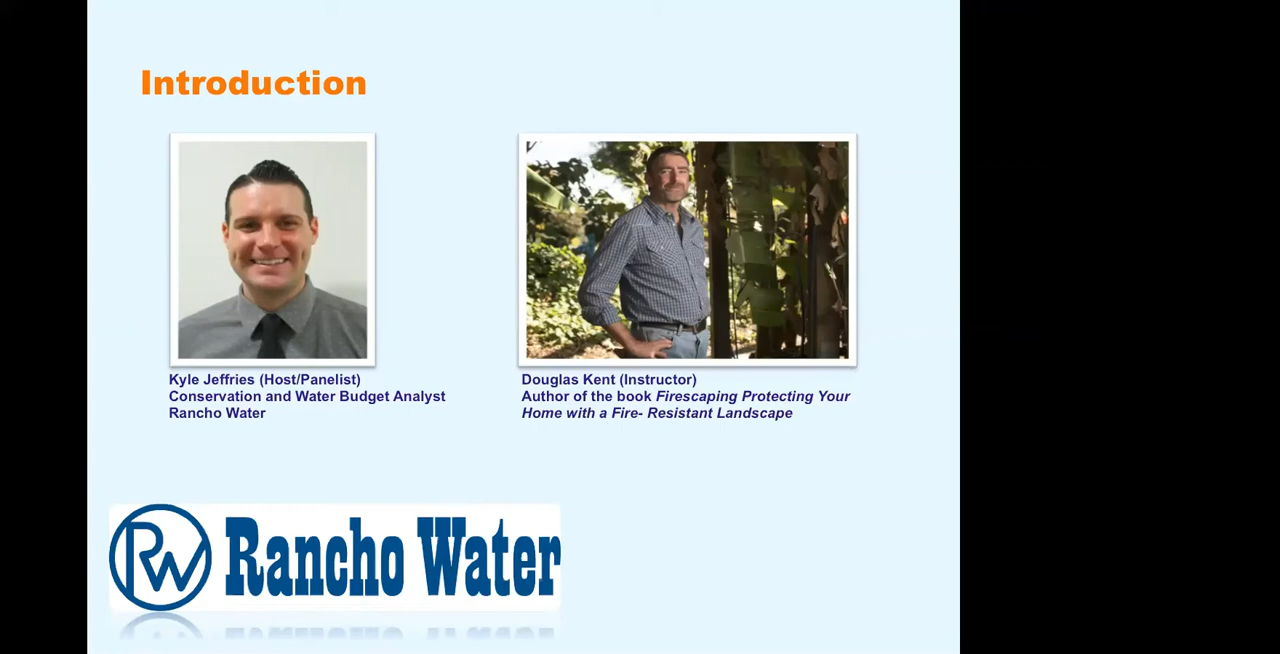 Introduction
Kyle Jeffries (Host/Panelist)
Conservation and Water Budget Analyst
Rancho Water
Douglas Kent (Instructor)
Author of the book Firescaping Protecting Your
Home with a Fire- Resistant Landscape
RW Rancho Water